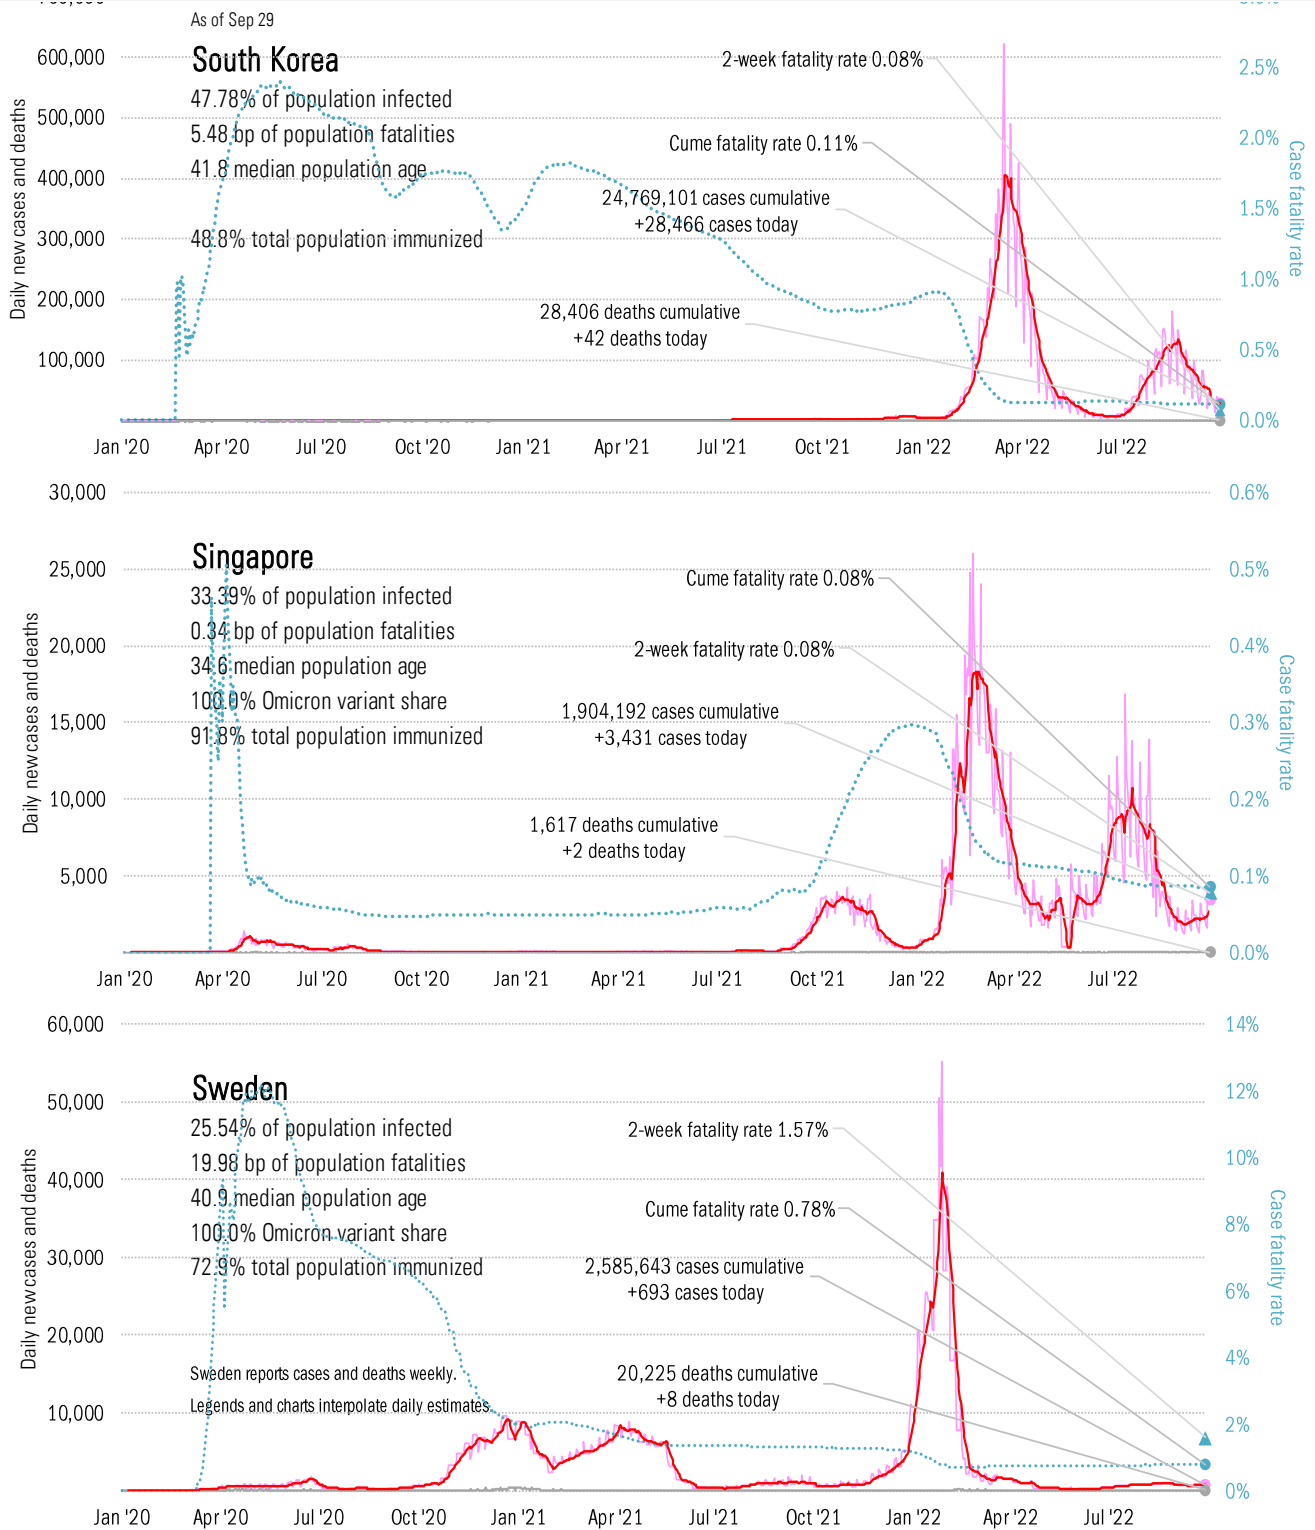 As of Sep 29
South Korea
600,000
500,000
400,000
300,000
200,000
100,000
Daily new cases and deaths
47.78% of population infected
5.48 bp of population fatalities
41.8 median population age
48.8% total population immunized
2-week fatality rate 0.08%
Cume fatality rate 0.11%
24,769,101 cases cumulative
+28,466 cases today
28,406 deaths cumulative
+42 deaths today
2.5%
2.0%
1.5%
1.0%
0.5%
0.0%
Case fatality rate
Jan '20 Apr '20 Jul '20 Oct '20 Jan '21 Apr '21 Jul '21 Oct '21 Jan '22 Apr '22 Jul '22
30,000
25,000
20,000
15,000
10,000
5,000
Daily new cases and deaths
Singapore
33.39% of population infected
0.34 bp of population fatalities
34.6 median population age
100.0% Omicron variant share
91.8% total population immunized
Cume fatality rate 0.08%
2-week fatality rate 0.08%
1,904,192 cases cumulative
+3,431 cases today
1,617 deaths cumulative
+2 deaths today
0.6%
0.5%
0.4%
0.3%
0.2%
0.1%
0.0%
Case fatality rate
Jan '20 Apr '20 Jul '20 Oct '20 Jan '21 Apr '21 Jul '21 Oct '21 Jan '22 Apr '22 Jul '22
60,000
50,000
40,000
30,000
20,000
10,000
Daily new cases and deaths
Sweden
25.54% of population infected
19.98 bp of population fatalities
40.9 median population age
100.0% Omicron variant share
72.9% total population immunized
Sweden reports cases and deaths weekly.
Legends and charts interpolate daily estimates.
2-week fatality rate 1.57%
Cume fatality rate 0.78%
2,585,643 cases cumulative
+693 cases today
20,225 deaths cumulative
+8 deaths today
14%
12%
10%
8%
6%
4%
2%
0%
Case fatality rate
Jan '20 Apr '20 Jul '20 Oct '20 Jan '21 Apr '21 Jul '21 Oct '21 Jan '22 Apr '22 Jul '22